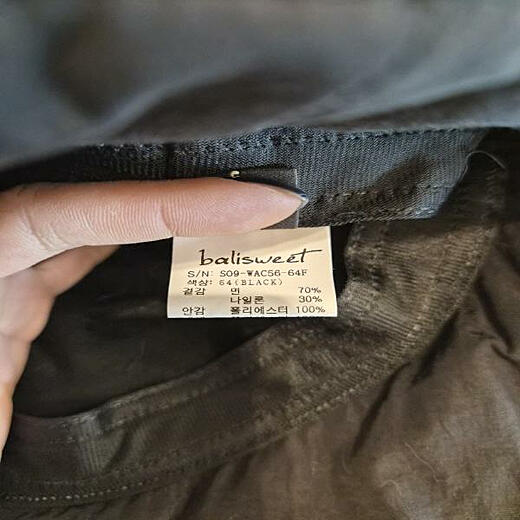 balisweet
S/N: S09-WAC56-64F
색상: 64(BLACK)
겉감 면 70%
나일론 30%
안감 폴리에스터 100%